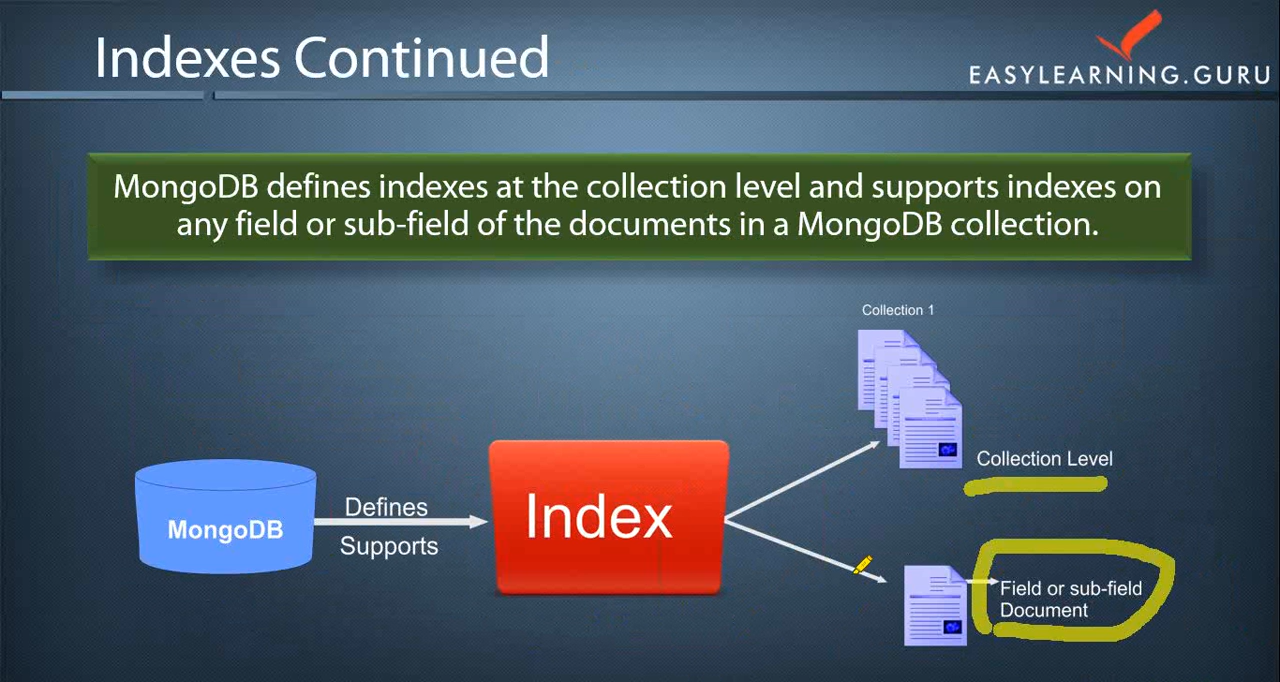 Indexes Continued
EASYLEARNING.GURU
MongoDB defines indexes at the collection level and supports indexes on
any field or sub-field of the documents in a MongoDB collection.
Collection 1
Collection Level
MongoDB
Defines
Supports
Index
Field or sub-field
Document